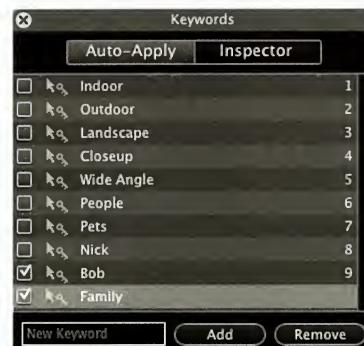 Keywords
Auto-Apply Inspector
Indoor 1
Outdoor 2
Landscape 3
Closeup 4
Wide Angle 5
People 6
Pets 7
Nick 8
Bob 9
Family
New Keyword Add Remove